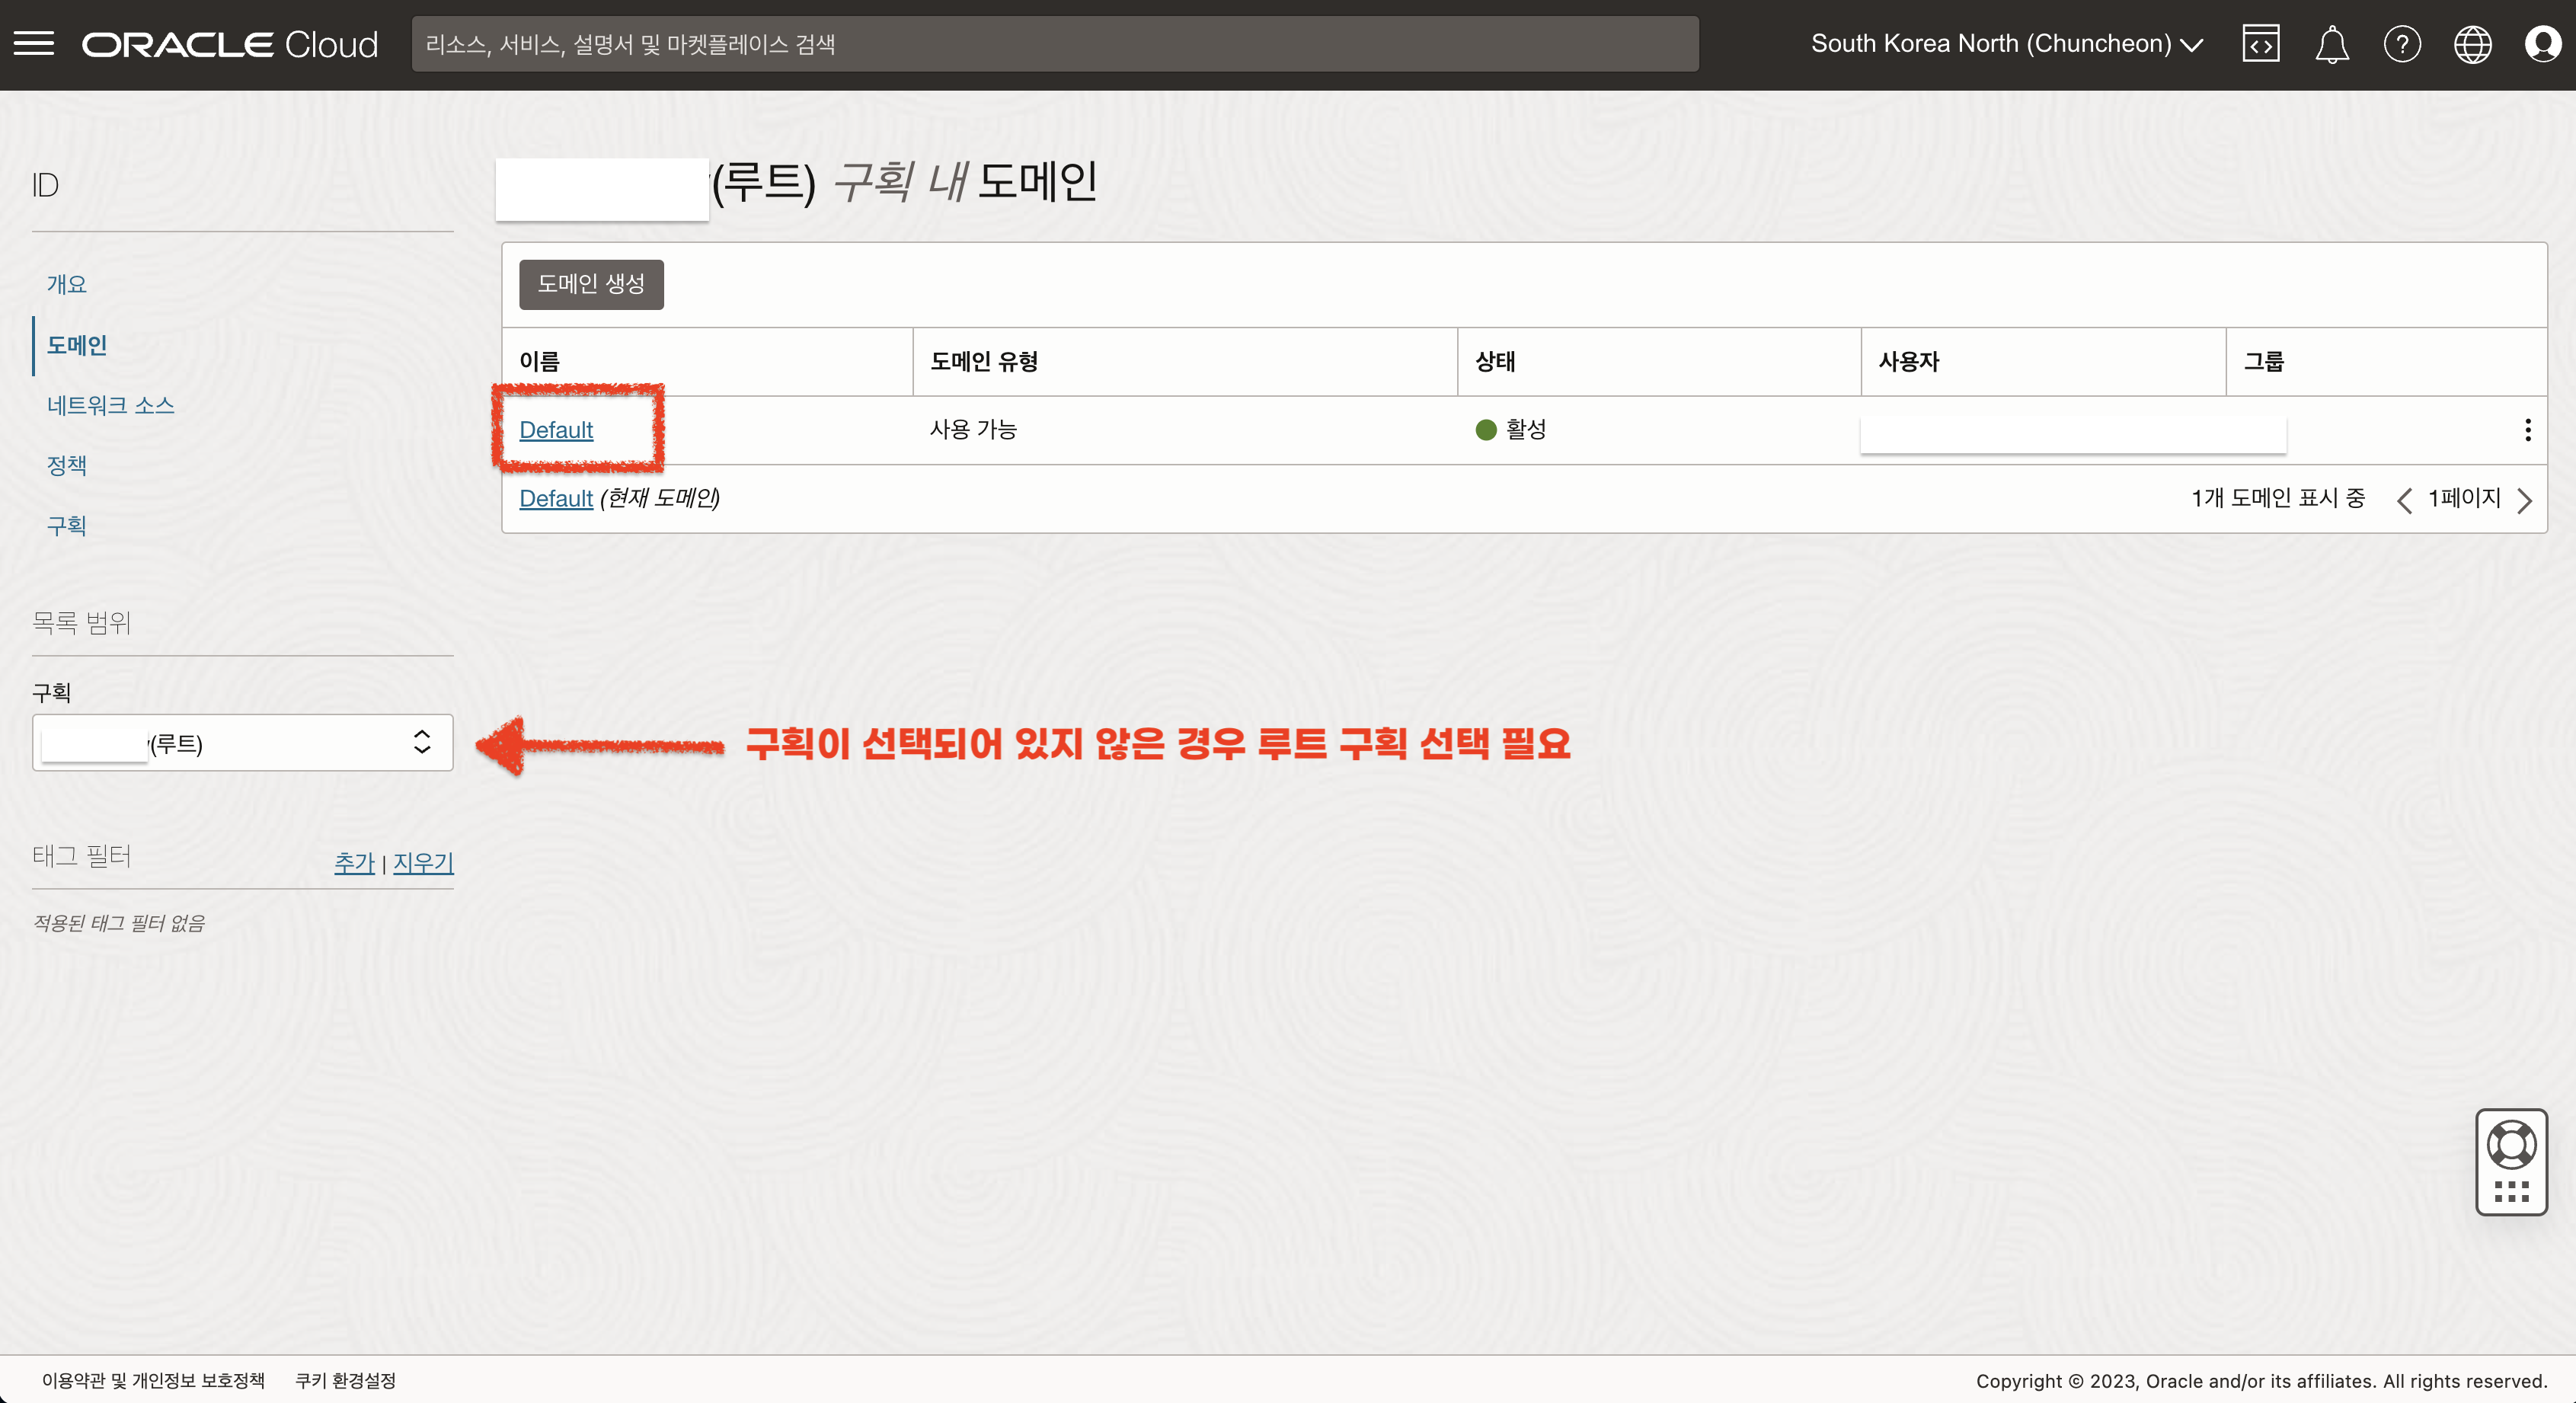 ORACLE Cloud
리소스, 서비스, 설명서 및 마켓플레이스 검색
South Korea North (Chuncheon)
ID
개요
도메인
네트워크 소스
정책
구획
목록 범위
구획
(루트)
태그 필터
추가 | 지우기
적용된 태그 필터 없음
(루트) 구획 내 도메인
도메인 생성
이름 도메인 유형 상태 사용자 그룹
Default 사용 가능 활성
Default (현재 도메인) 1개 도메인 표시 중 1페이지
구획이 선택되어 있지 않은 경우 루트 구획 선택 필요
이용약관 및 개인정보 보호정책 쿠키 환경설정
Copyright © 2023, Oracle and/or its affiliates. All rights reserved.